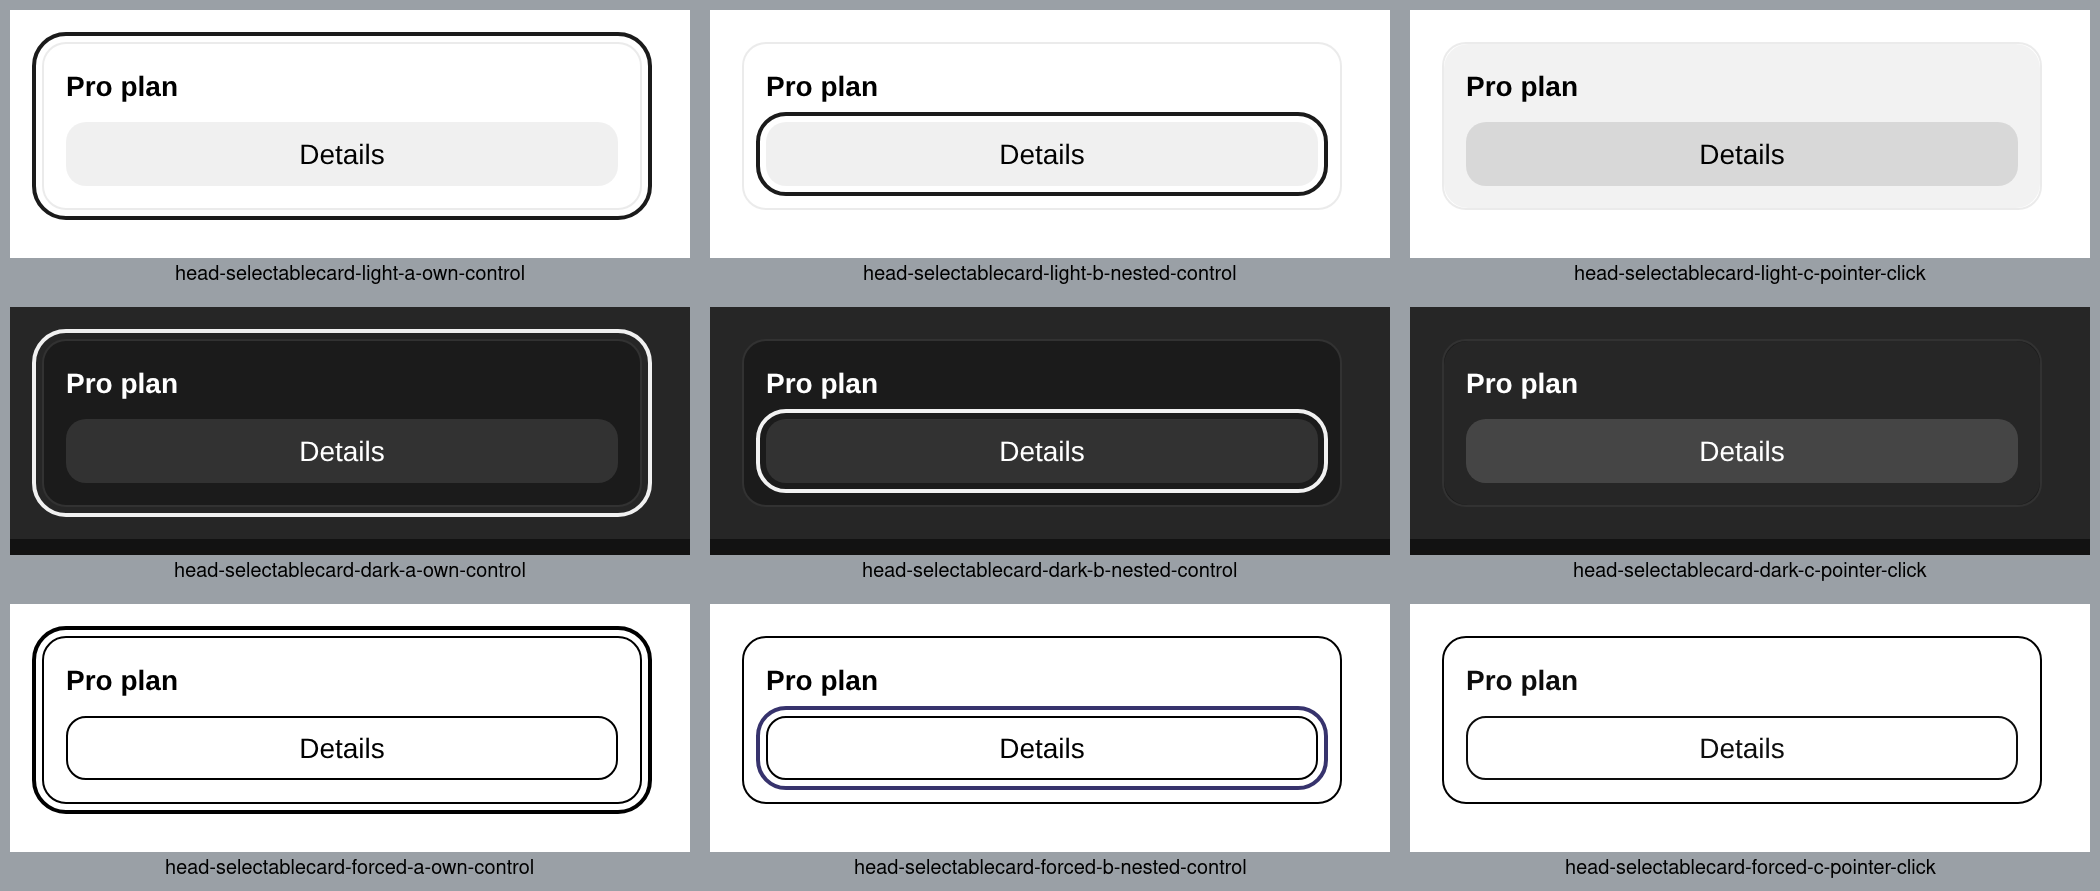 Pro plan
Details
head-selectablecard-light-a-own-control
Pro plan
Details
head-selectablecard-light-b-nested-control
Pro plan
Details
head-selectablecard-light-c-pointer-click
Pro plan
Details
head-selectablecard-dark-a-own-control
Pro plan
Details
head-selectablecard-dark-b-nested-control
Pro plan
Details
head-selectablecard-dark-c-pointer-click
Pro plan
Details
head-selectablecard-forced-a-own-control
Pro plan
Details
head-selectablecard-forced-b-nested-control
Pro plan
Details
head-selectablecard-forced-c-pointer-click